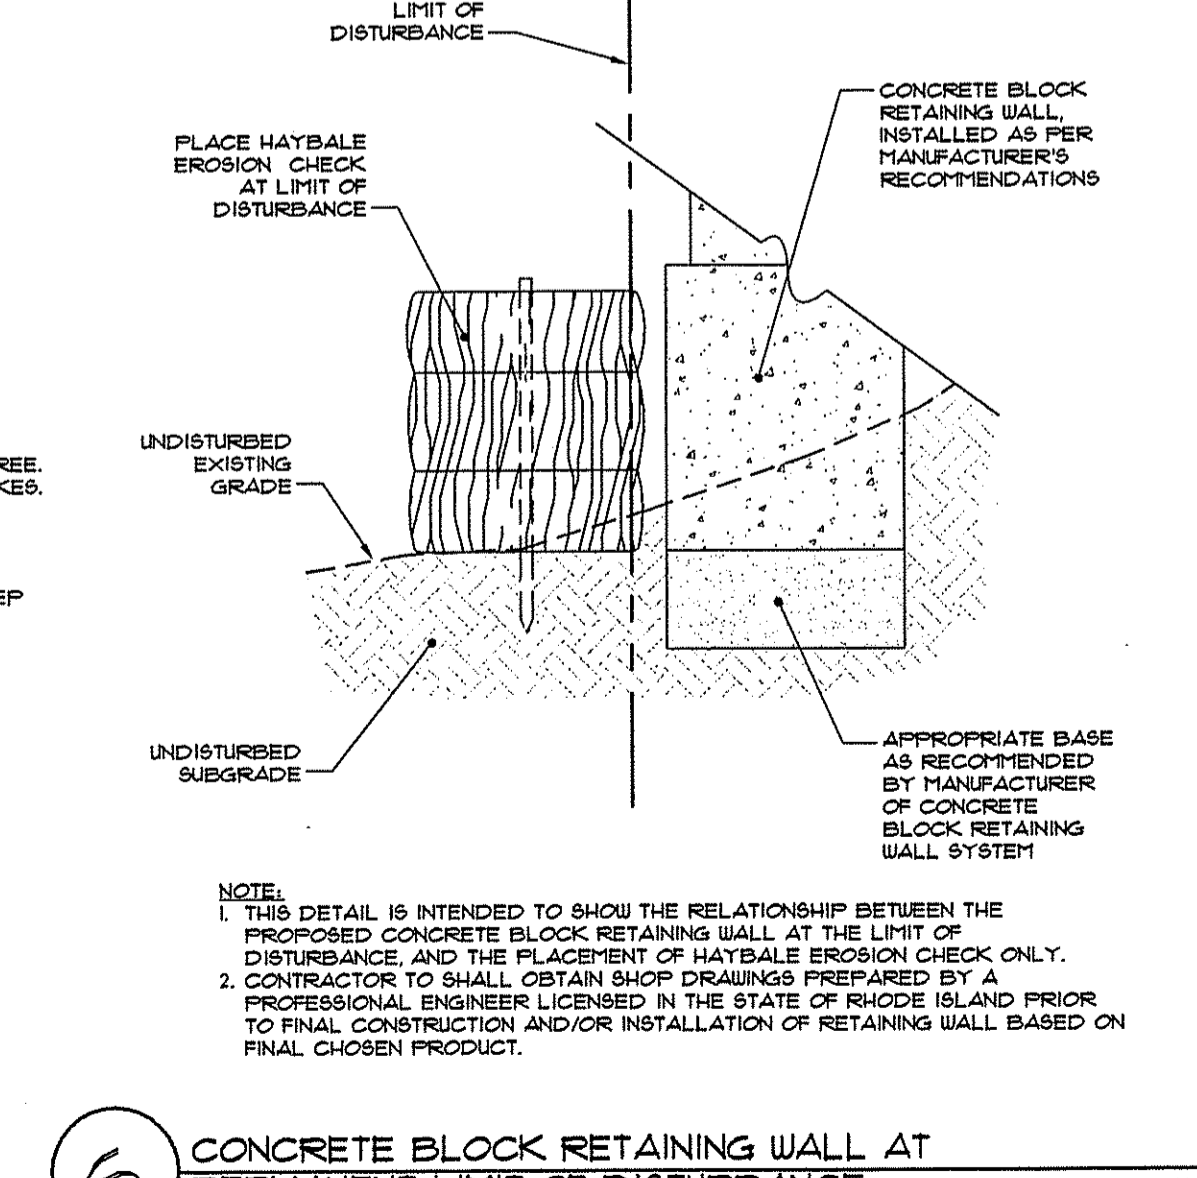 LIMIT OF
DISTURBANCE
CONCRETE BLOCK
RETAINING WALL,
INSTALLED AS PER
MANUFACTURER'S
RECOMMENDATIONS
PLACE HAYBALE
EROSION CHECK
AT LIMIT OF
DISTURBANCE
UNDISTURBED
EXISTING
GRADE
REE.
KES.
EP
UNDISTURBED
SUBGRADE
APPROPRIATE BASE
AS RECOMMENDED
BY MANUFACTURER
OF CONCRETE
BLOCK RETAINING
WALL SYSTEM
NOTE:
1. THIS DETAIL IS INTENDED TO SHOW THE RELATIONSHIP BETWEEN THE
PROPOSED CONCRETE BLOCK RETAINING WALL AT THE LIMIT OF
DISTURBANCE, AND THE PLACEMENT OF HAYBALE EROSION CHECK ONLY.
2. CONTRACTOR TO SHALL OBTAIN SHOP DRAWINGS PREPARED BY A
PROFESSIONAL ENGINEER LICENSED IN THE STATE OF RHODE ISLAND PRIOR
TO FINAL CONSTRUCTION AND/OR INSTALLATION OF RETAINING WALL BASED ON
FINAL CHOSEN PRODUCT.
CONCRETE BLOCK RETAINING WALL AT
LIMIT OF DISTURBANCE